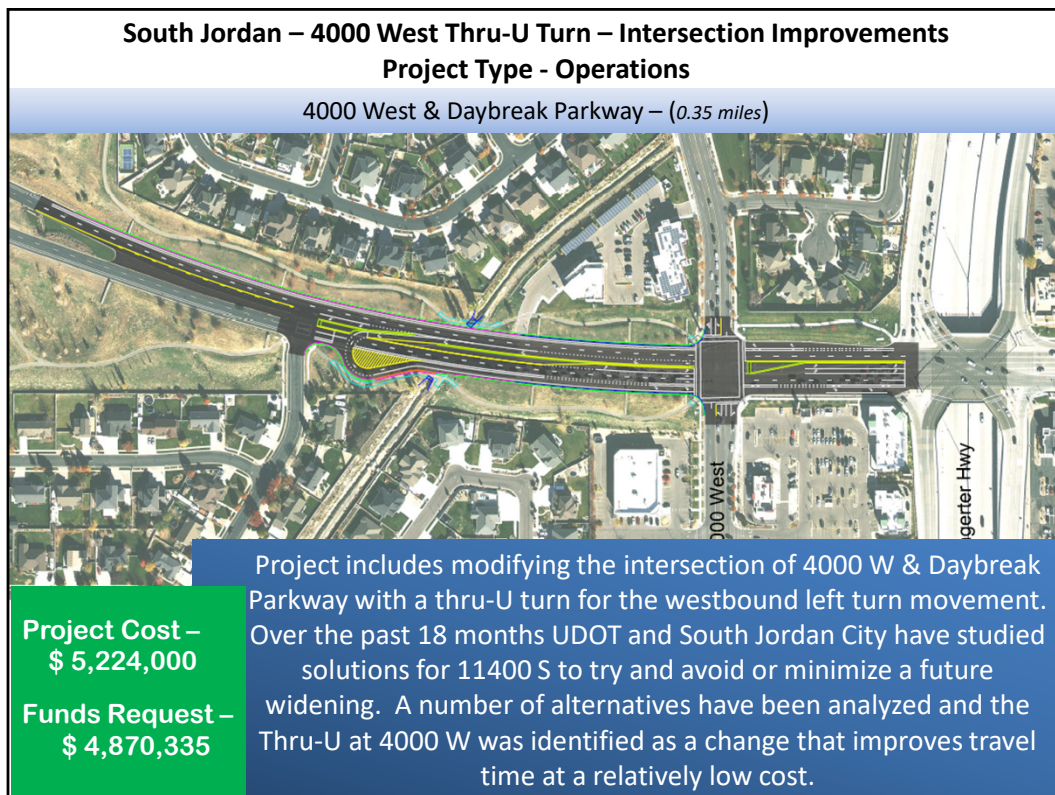 South Jordan – 4000 West Thru-U Turn – Intersection Improvements
Project Type - Operations
4000 West & Daybreak Parkway – (0.35 miles)
000 West
gerter Hwy
Project includes modifying the intersection of 4000 W & Daybreak
Parkway with a thru-U turn for the westbound left turn movement.
Over the past 18 months UDOT and South Jordan City have studied
solutions for 11400 S to try and avoid or minimize a future
widening. A number of alternatives have been analyzed and the
Thru-U at 4000 W was identified as a change that improves travel
time at a relatively low cost.
Project Cost –
$ 5,224,000
Funds Request –
$ 4,870,335